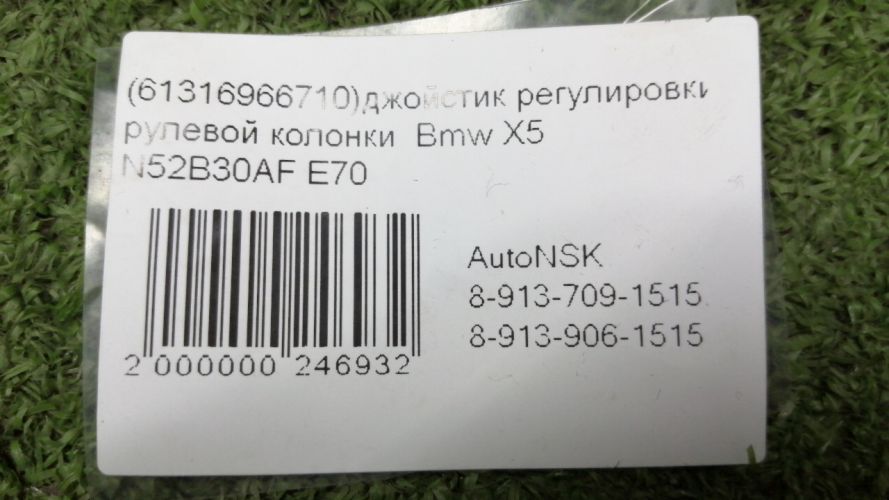 (61316966710)джойстик регулировки
рулевой колонки Bmw X5
N52B30AF E70
AutoNSK
8-913-709-1515
8-913-906-1515
2 000000 246932